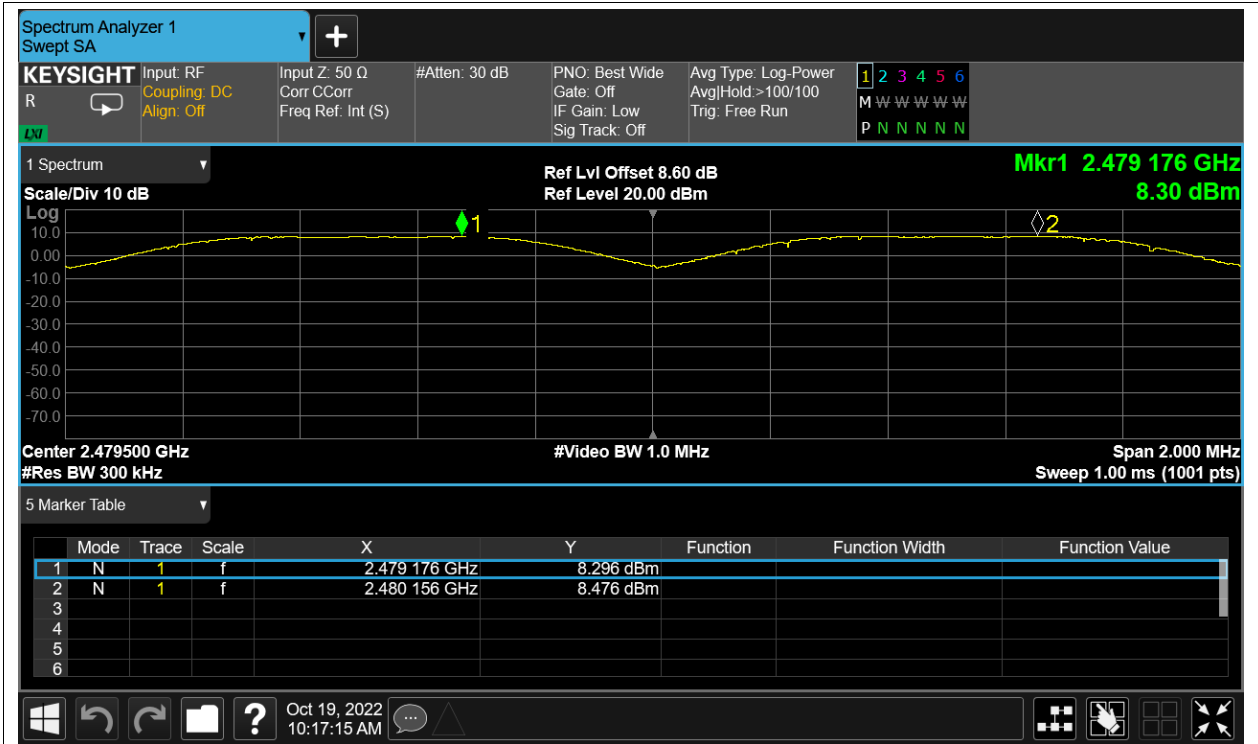 Spectrum Analyzer 1
Swept SA
+
KEYSIGHT
R
LXI
Input: RF
Coupling: DC
Align: Off
Input Z: 50 Ω
Corr CCorr
Freq Ref: Int (S)
#Atten: 30 dB
PNO: Best Wide
Gate: Off
IF Gain: Low
Sig Track: Off
Avg Type: Log-Power
Avg|Hold:>100/100
Trig: Free Run
1 2 3 4 5 6
M W W W W W
P N N N N N
1 Spectrum
Scale/Div 10 dB
Ref Lvl Offset 8.60 dB
Ref Level 20.00 dBm
Mkr1 2.479 176 GHz
8.30 dBm
Log
1
2
10.0
0.00
-10.0
-20.0
-30.0
-40.0
-50.0
-60.0
-70.0
Center 2.479500 GHz
#Res BW 300 kHz
#Video BW 1.0 MHz
Span 2.000 MHz
Sweep 1.00 ms (1001 pts)
5 Marker Table
Mode Trace Scale X Y Function Function Width Function Value
1 N 1 f 2.479 176 GHz 8.296 dBm
2 N 1 f 2.480 156 GHz 8.476 dBm
3
4
5
6
?
Oct 19, 2022
10:17:15 AM